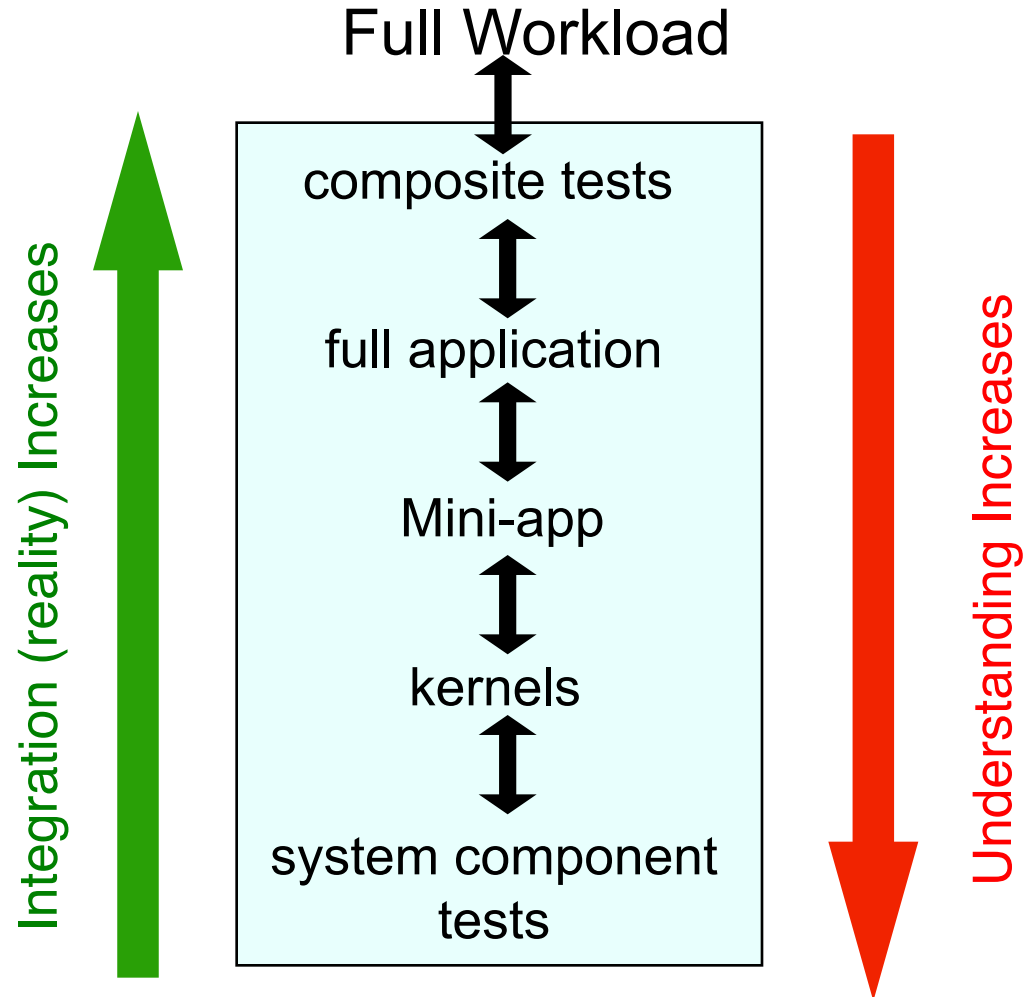 Full Workload
composite tests
full application
Mini-app
kernels
system component
tests
Integration (reality) Increases
Understanding Increases